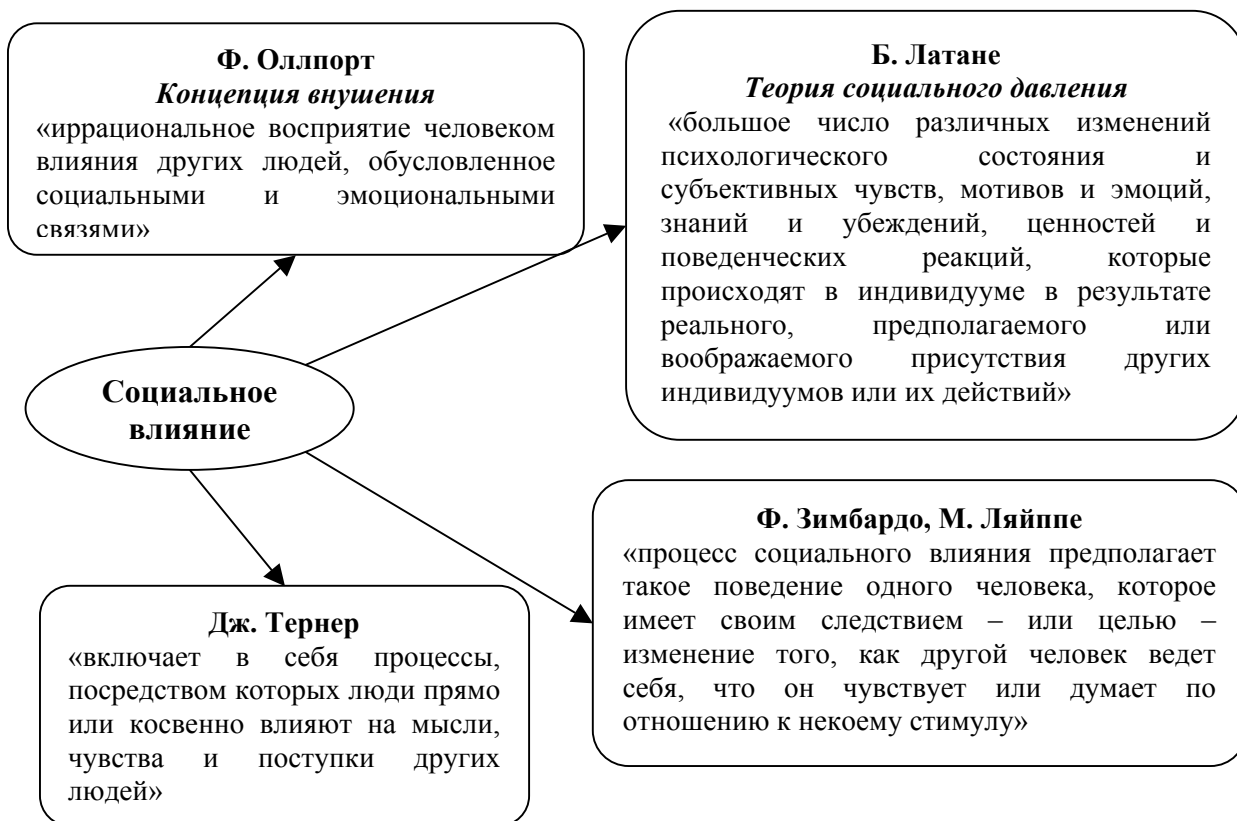 Ф. Оллпорт
Концепция внушения
«иррациональное восприятие человеком
влияния других людей, обусловленное
социальными и эмоциональными
связями»
Б. Латане
Теория социального давления
«большое число различных изменений
психологического состояния и
субъективных чувств, мотивов и эмоций,
знаний и убеждений, ценностей и
поведенческих реакций, которые
происходят в индивидууме в результате
реального, предполагаемого или
воображаемого присутствия других
индивидуумов или их действий»
Социальное
влияние
Дж. Тернер
«включает в себя процессы,
посредством которых люди прямо
или косвенно влияют на мысли,
чувства и поступки других
людей»
Ф. Зимбардо, М. Ляйппе
«процесс социального влияния предполагает
такое поведение одного человека, которое
имеет своим следствием – или целью –
изменение того, как другой человек ведет
себя, что он чувствует или думает по
отношению к некоему стимулу»